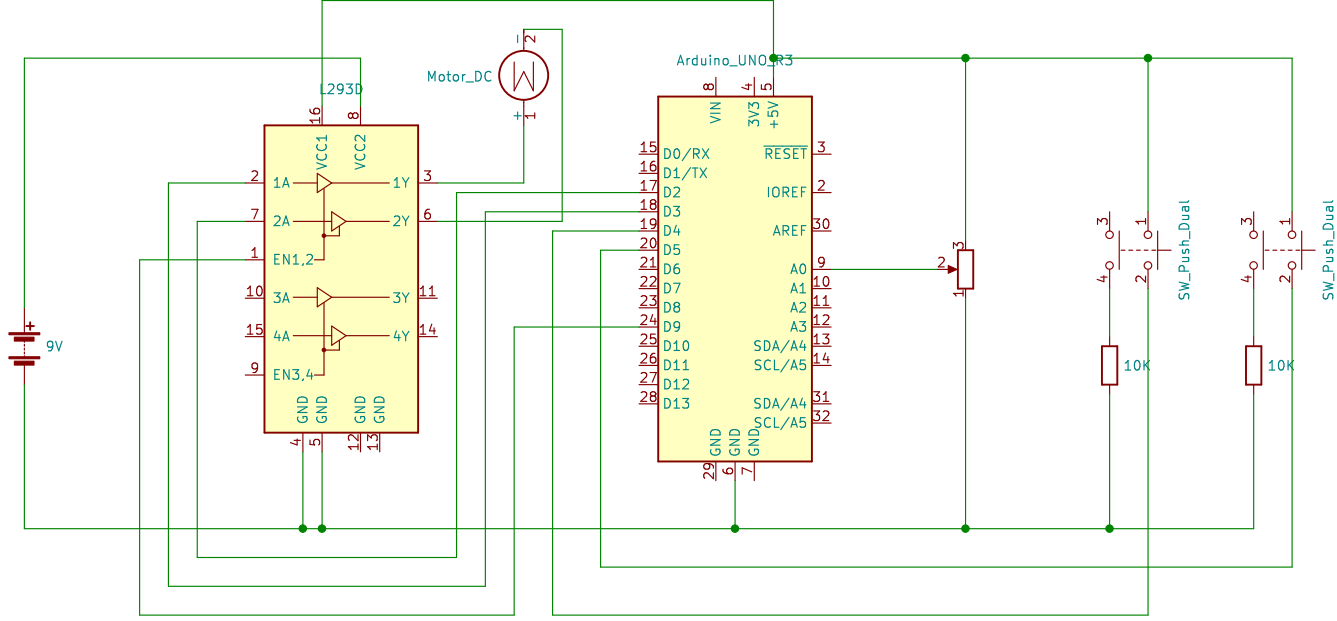 2
−
Arduino_UNO_R3
Motor_DC
L293D
+
1
16
8
VCC1
VCC2
8
4
5
VIN
3V3
+5V
2
1A
1Y
3
7
2A
2Y
6
1
EN1,2
10
3A
3Y
11
15
4A
4Y
14
9
EN3,4
GND
GND
GND
GND
4
5
12
13
15
D0/RX
RESET
3
16
D1/TX
17
D2
IOREF
2
18
D3
19
D4
AREF
30
20
D5
21
D6
A0
9
22
D7
A1
10
23
D8
A2
11
24
D9
A3
12
25
D10
SDA/A4
13
26
D11
SCL/A5
14
27
D12
28
D13
SDA/A4
31
SCL/A5
32
GND
GND
GND
29
6
7
3
2
1
3
1
4
2
SW_Push_Dual
3
1
4
2
SW_Push_Dual
10K
10K
+
9V